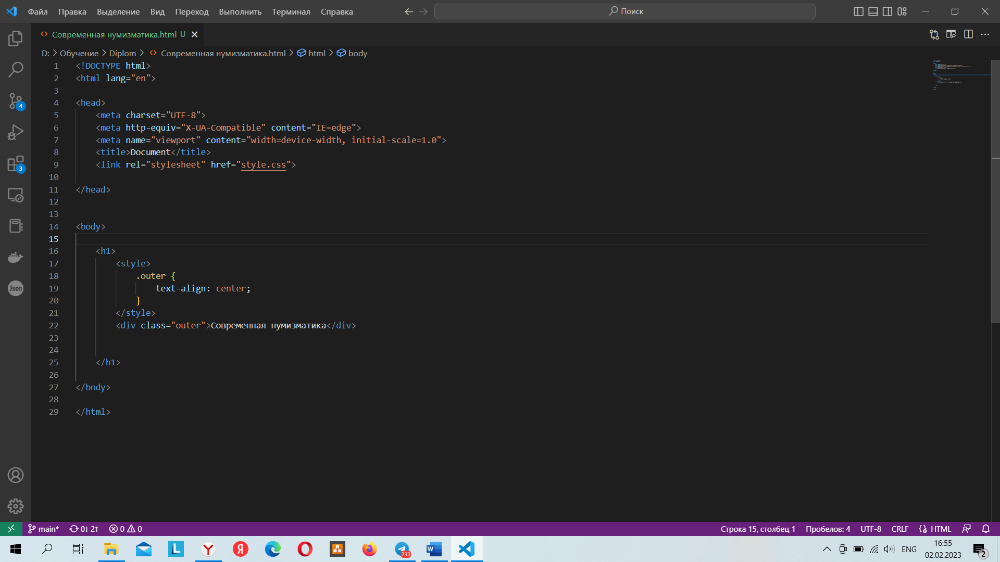 Файл Правка Выделение Вид Переход Выполнить Терминал Справка Поиск
Современная нумизматика.html U
D: Обучение Diplom Современная нумизматика.html html body
1 <!DOCTYPE html>
2 <html lang="en">
3
4 <head>
5 <meta charset="UTF-8">
6 <meta http-equiv="X-UA-Compatible" content="IE=edge">
7 <meta name="viewport" content="width=device-width, initial-scale=1.0">
8 <title>Document</title>
9 <link rel="stylesheet" href="style.css">
10
11 </head>
12
13
14 <body>
15
16 <h1>
17 <style>
18 .outer {
19 text-align: center;
20 }
21 </style>
22 <div class="outer">Современная нумизматика</div>
23
24
25 </h1>
26
27 </body>
28
29 </html>
4
3
Json
main* 0↓ 2↑ 0 0 Строка 15, столбец 1 Пробелов: 4 UTF-8 CRLF HTML
L Y Я 793 W ENG 16:55
02.02.2023 2